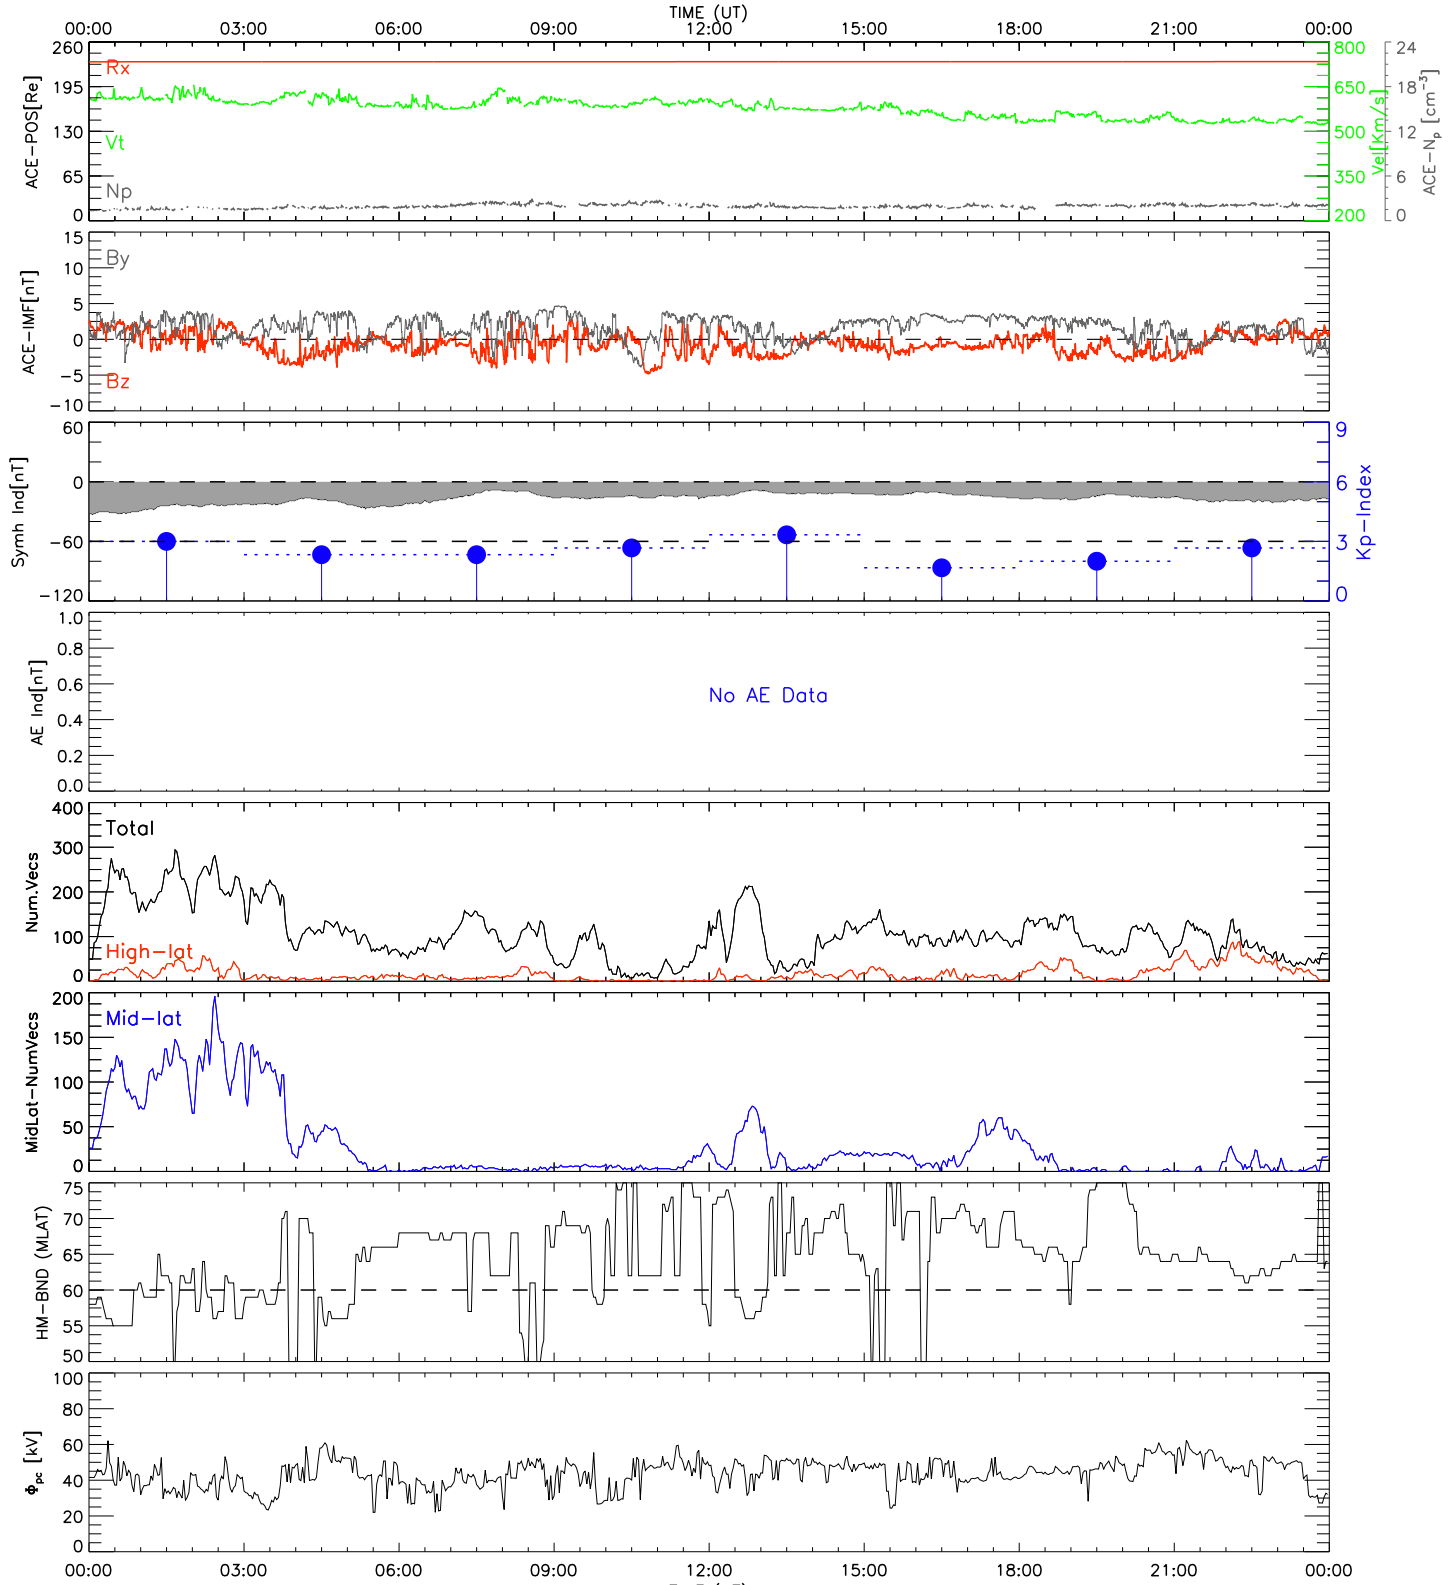 TIME (UT)
00:00 03:00 06:00 09:00 12:00 15:00 18:00 21:00 00:00
ACE-POS[Re]
260
195
130
65
0
Rx
Vt
Np
800
650
500
350
200
Vel[Km/s]
24
18
12
6
0
ACE-Np [cm⁻³]
ACE-IMF[nT]
15
10
5
0
-5
-10
By
Bz
Symh Ind[nT]
60
0
-60
-120
9
6
3
0
Kp-Index
AE Ind[nT]
1.0
0.8
0.6
0.4
0.2
0.0
No AE Data
Num.Vecs
400
300
200
100
0
Total
High-lat
MidLat-NumVecs
200
150
100
50
0
Mid-lat
HM-BND (MLAT)
75
70
65
60
55
50
Φpc [kV]
100
80
60
40
20
0
00:00 03:00 06:00 09:00 12:00 15:00 18:00 21:00 00:00